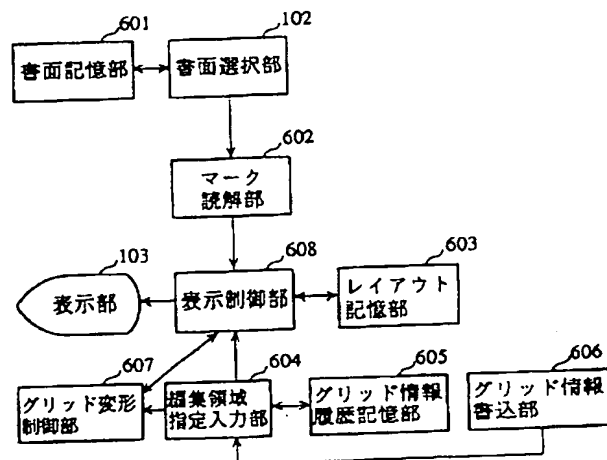 601
102
書面記憶部
書面選択部
602
マーク
読解部
608
603
103
表示部
表示制御部
レイアウト
記憶部
607
604
605
606
グリッド変形
制御部
編集領域
指定入力部
グリッド情報
履歴記憶部
グリッド情報
書込部